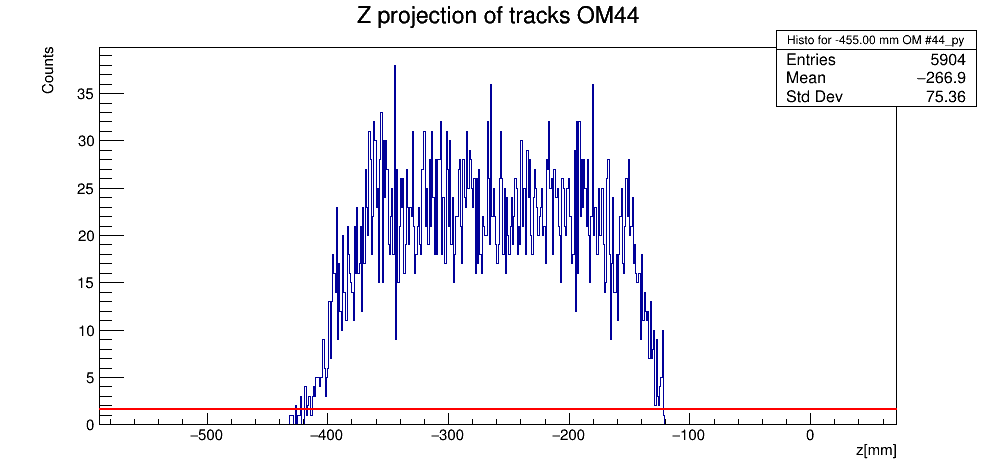 Z projection of tracks OM44
Histo for -455.00 mm OM #44_py
Entries 5904
Mean −266.9
Std Dev 75.36
Counts
35
30
25
20
15
10
5
0
−500 −400 −300 −200 −100 0
z[mm]